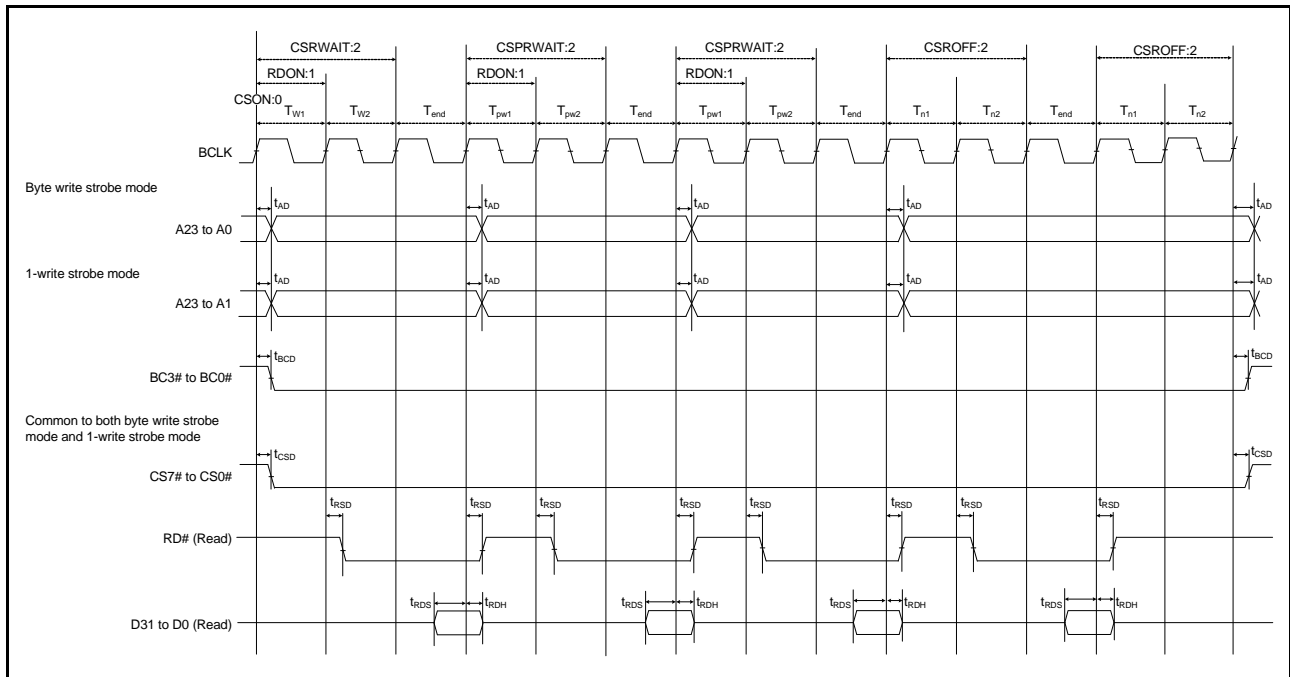 CSRWAIT:2 CSPRWAIT:2 CSPRWAIT:2 CSROFF:2 CSROFF:2
RDON:1 RDON:1 RDON:1
CSON:0
TW1 TW2 Tend Tpw1 Tpw2 Tend Tpw1 Tpw2 Tend Tn1 Tn2 Tend Tn1 Tn2
BCLK
Byte write strobe mode
tAD tAD tAD tAD tAD
A23 to A0
1-write strobe mode
tAD tAD tAD tAD tAD
A23 to A1
tBCD tBCD
BC3# to BC0#
Common to both byte write strobe
mode and 1-write strobe mode
tCSD tCSD
CS7# to CS0#
tRSD tRSD tRSD tRSD tRSD tRSD tRSD tRSD
RD# (Read)
tRDS tRDH tRDS tRDH tRDS tRDH tRDS tRDH
D31 to D0 (Read)